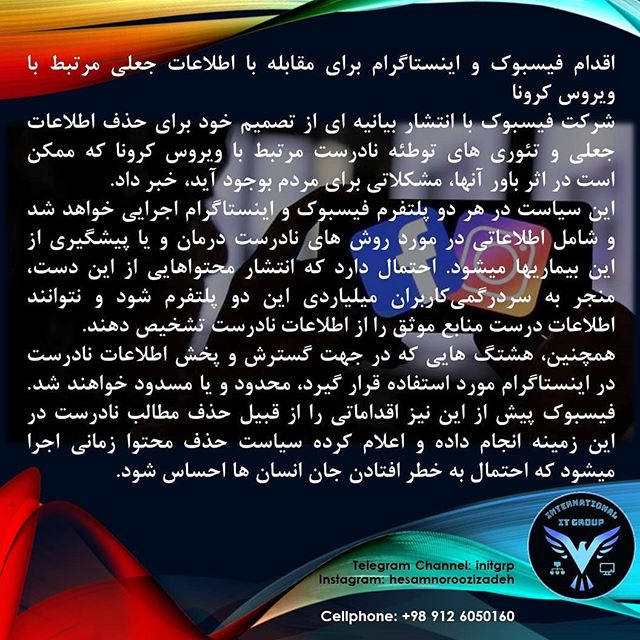 اقدام فیسبوک و اینستاگرام برای مقابله با اطلاعات جعلی مرتبط با
ویروس کرونا
شرکت فیسبوک با انتشار بیانیه ای از تصمیم خود برای حذف اطلاعات
جعلی و تئوری های توطئه نادرست مرتبط با ویروس کرونا که ممکن
است در اثر باور آنها، مشکلاتی برای مردم بوجود آید، خبر داد.
این سیاست در هر دو پلتفرم فیسبوک و اینستاگرام اجرایی خواهد شد
و شامل اطلاعاتی در مورد روش های نادرست درمان و یا پیشگیری از
این بیماریها میشود. احتمال دارد که انتشار محتواهایی از این دست،
منجر به سردرگمی‌کاربران میلیاردی این دو پلتفرم شود و نتوانند
اطلاعات درست منابع موثق را از اطلاعات نادرست تشخیص دهند.
همچنین، هشتگ هایی که در جهت گسترش و پخش اطلاعات نادرست
در اینستاگرام مورد استفاده قرار گیرد، محدود و یا مسدود خواهند شد.
فیسبوک پیش از این نیز اقداماتی را از قبیل حذف مطالب نادرست در
این زمینه انجام داده و اعلام کرده سیاست حذف محتوا زمانی اجرا
میشود که احتمال به خطر افتادن جان انسان ها احساس شود.
INTERNATIONAL
IT GROUP
Telegram Channel: initgrp
Instagram: hesamnoroozizadeh
Cellphone: +98 912 6050160